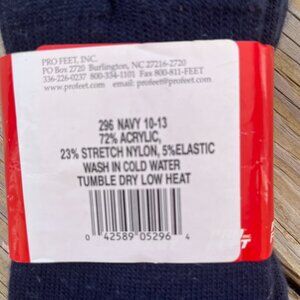 PRO FEET, INC.
PO Box 2720 Burlington, NC 27216-2720
336-226-0237 800-334-1101 Fax 800-811-FEET
www.profeet.com email: profeet@profeet.com
296 NAVY 10-13
72% ACRYLIC,
23% STRETCH NYLON, 5%ELASTIC
WASH IN COLD WATER
TUMBLE DRY LOW HEAT
0 42589 05296 4